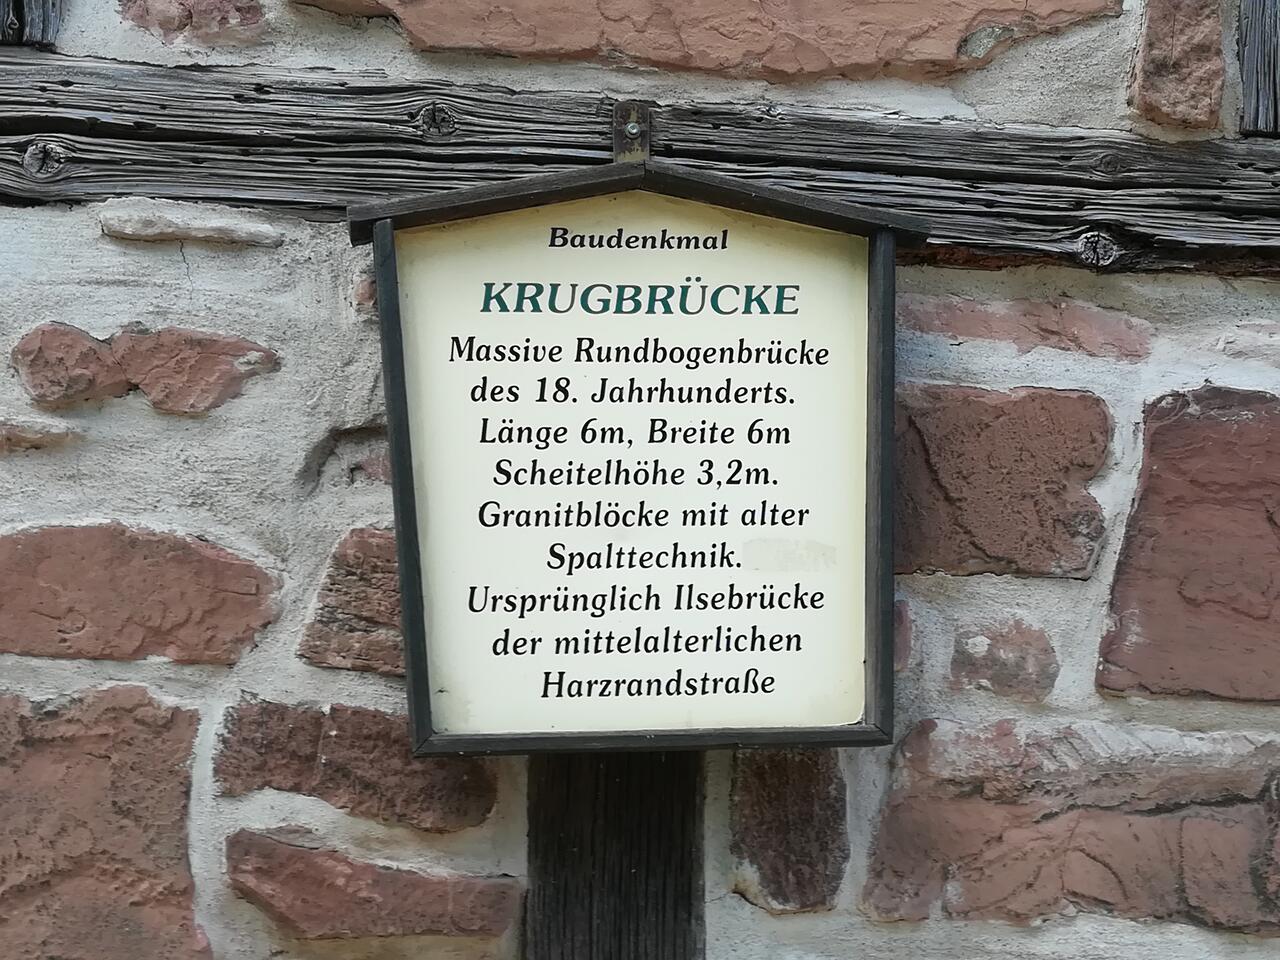 Baudenkmal
KRUGBRÜCKE
Massive Rundbogenbrücke
des 18. Jahrhunderts.
Länge 6m, Breite 6m
Scheitelhöhe 3,2m.
Granitblöcke mit alter
Spalttechnik.
Ursprünglich Ilsebrücke
der mittelalterlichen
Harzrandstraße